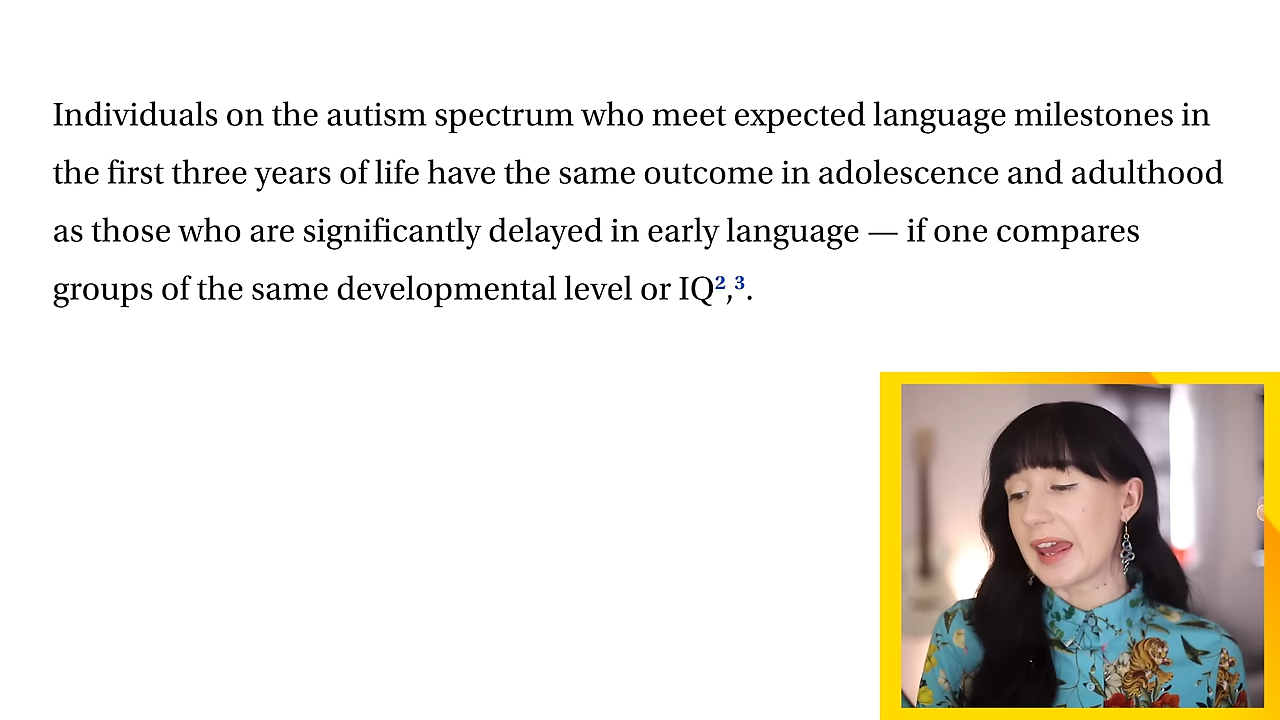 Individuals on the autism spectrum who meet expected language milestones in
the first three years of life have the same outcome in adolescence and adulthood
as those who are significantly delayed in early language — if one compares
groups of the same developmental level or IQ²,³.